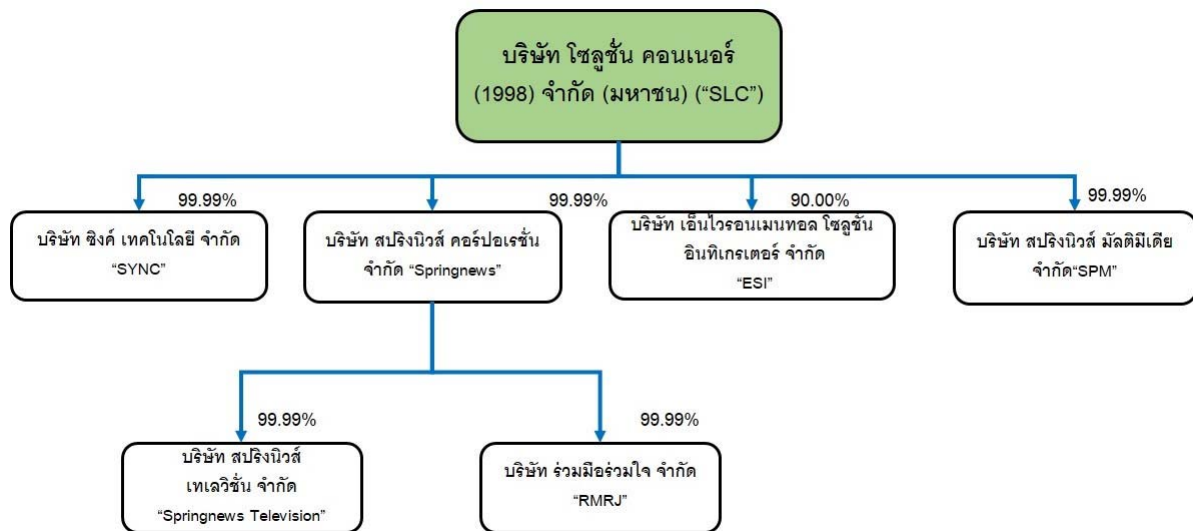 บริษัท โซลูชั่น คอนเนอร์
(1998) จำกัด (มหาชน) (“SLC”)
99.99%
99.99%
90.00%
99.99%
บริษัท ซิงค์ เทคโนโลยี จำกัด
“SYNC”
บริษัท สปริงนิวส์ คอร์ปอเรชั่น
จำกัด “Springnews”
บริษัท เอ็นไวรอนเมนทอล โซลูชั่น
อินทิเกรเตอร์ จำกัด
“ESI”
บริษัท สปริงนิวส์ มัลติมีเดีย
จำกัด“SPM”
99.99%
99.99%
บริษัท สปริงนิวส์
เทเลวิชั่น จำกัด
“Springnews Television”
บริษัท ร่วมมือร่วมใจ จำกัด
“RMRJ”